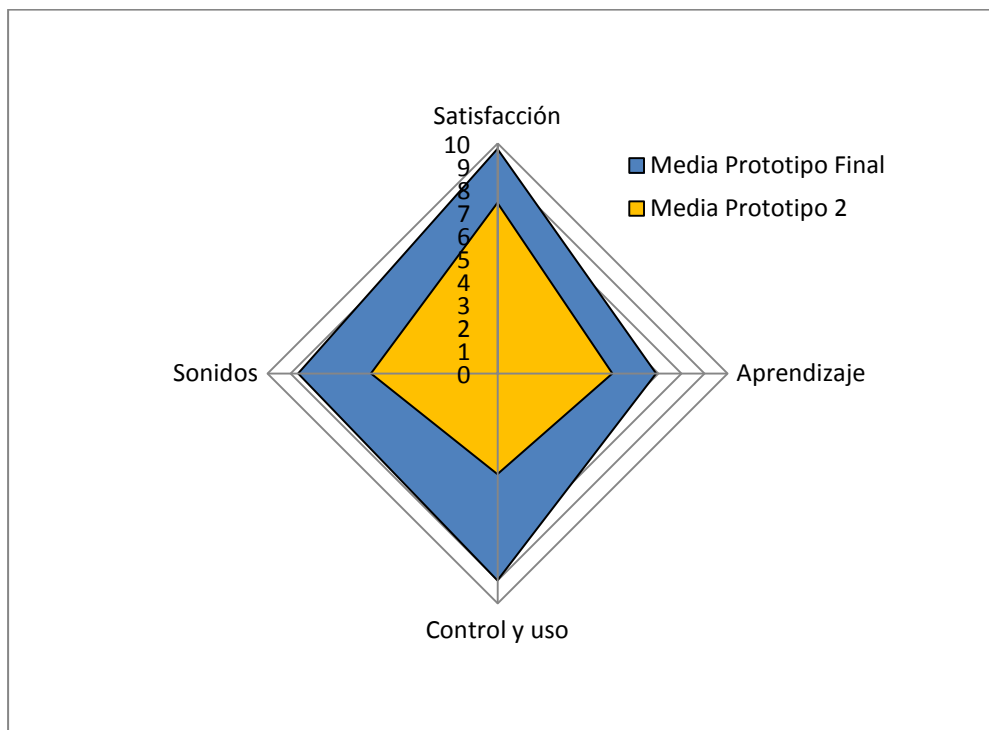 Satisfacción
10
9
8
7
6
5
4
3
2
1
0
Media Prototipo Final
Media Prototipo 2
Sonidos
Aprendizaje
Control y uso